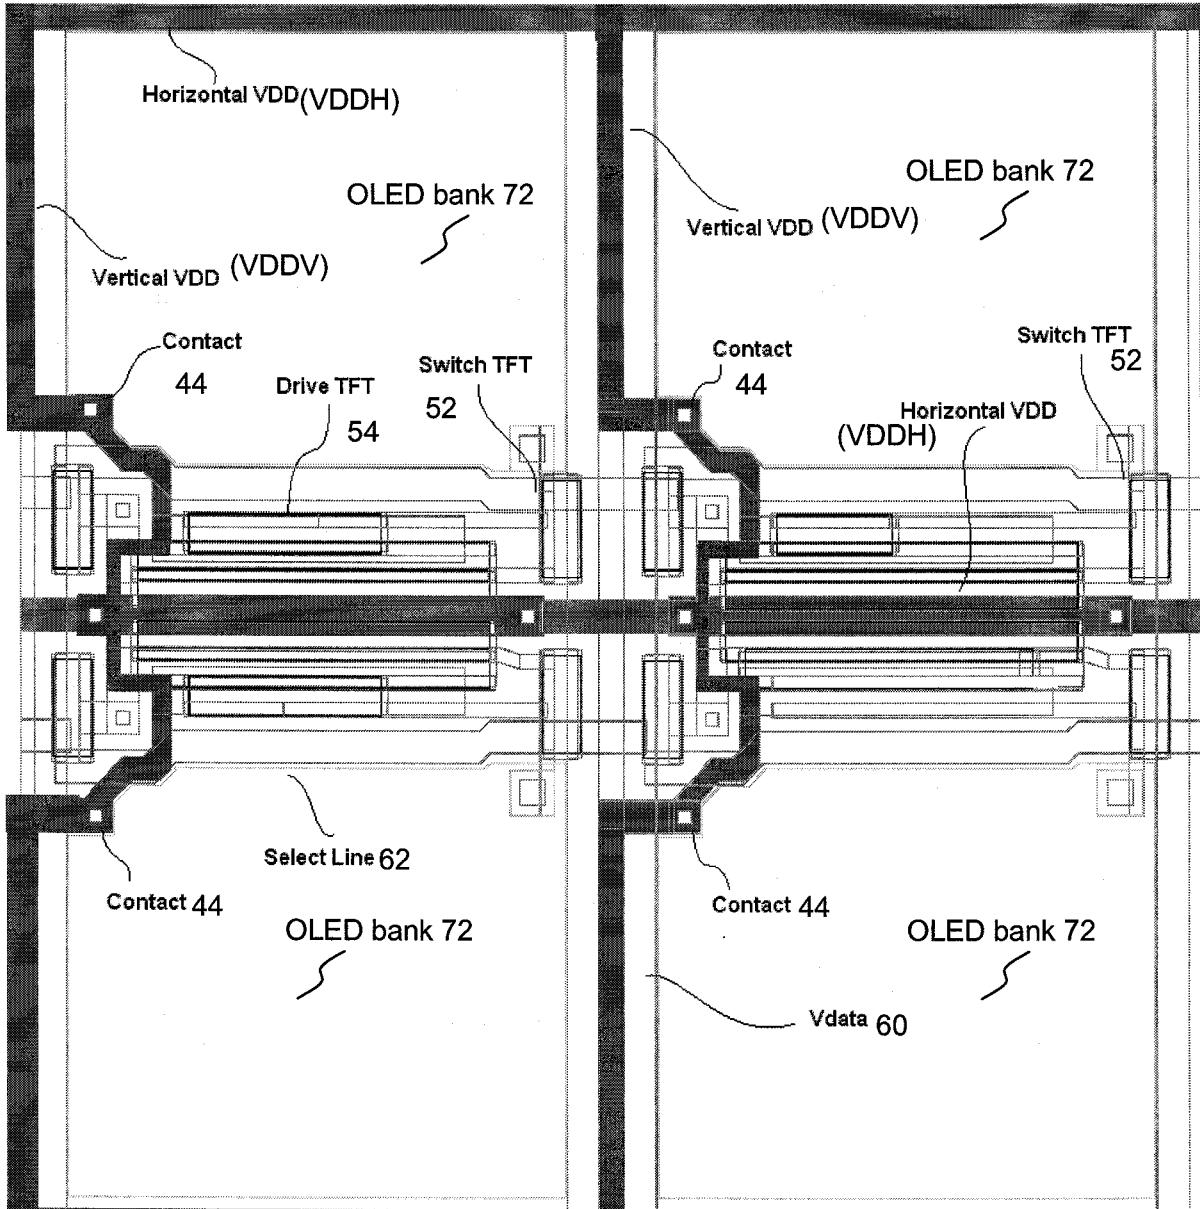 Horizontal VDD (VDDH)
OLED bank 72
OLED bank 72
Vertical VDD (VDDV)
Vertical VDD (VDDV)
Contact
44
Switch TFT
52
Drive TFT
54
Contact
44
Switch TFT
52
Horizontal VDD
(VDDH)
Select Line 62
Contact 44
Contact 44
OLED bank 72
OLED bank 72
Vdata 60